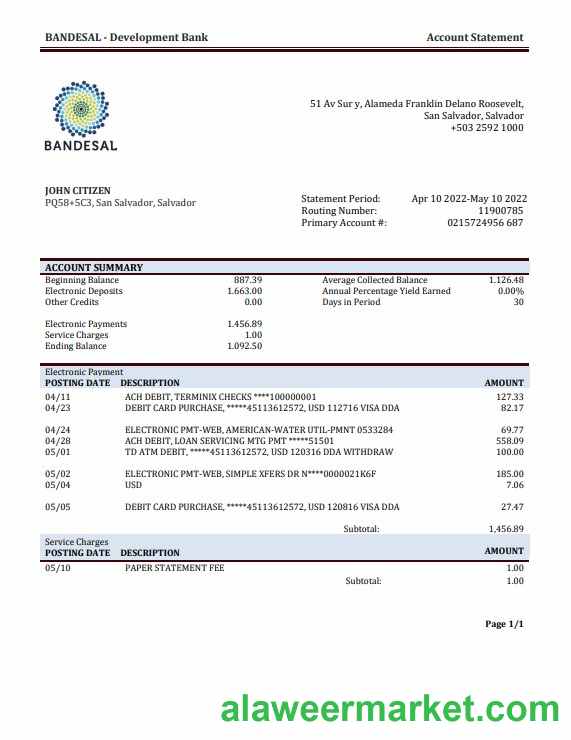 BANDESAL - Development Bank Account Statement
51 Av Sur y, Alameda Franklin Delano Roosevelt,
San Salvador, Salvador
+503 2592 1000
BANDESAL
JOHN CITIZEN
PQ58+5C3, San Salvador, Salvador
Statement Period: Apr 10 2022-May 10 2022
Routing Number: 11900785
Primary Account #: 0215724956 687
ACCOUNT SUMMARY
Beginning Balance 887.39 Average Collected Balance 1.126.48
Electronic Deposits 1.663.00 Annual Percentage Yield Earned 0.00%
Other Credits 0.00 Days in Period 30
Electronic Payments 1.456.89
Service Charges 1.00
Ending Balance 1.092.50
Electronic Payment
POSTING DATE DESCRIPTION AMOUNT
04/11 ACH DEBIT, TERMINIX CHECKS ****100000001 127.33
04/23 DEBIT CARD PURCHASE, *****45113612572, USD 112716 VISA DDA 82.17
04/24 ELECTRONIC PMT-WEB, AMERICAN-WATER UTIL-PMNT 0533284 69.77
04/28 ACH DEBIT, LOAN SERVICING MTG PMT *****51501 558.09
05/01 TD ATM DEBIT, *****45113612572, USD 120316 DDA WITHDRAW 100.00
05/02 ELECTRONIC PMT-WEB, SIMPLE XFERS DR N****0000021K6F 185.00
05/04 USD 7.06
05/05 DEBIT CARD PURCHASE, *****45113612572, USD 120816 VISA DDA 27.47
Subtotal: 1,456.89
Service Charges
POSTING DATE DESCRIPTION AMOUNT
05/10 PAPER STATEMENT FEE 1.00
Subtotal: 1.00
Page 1/1
alaweermarket.com